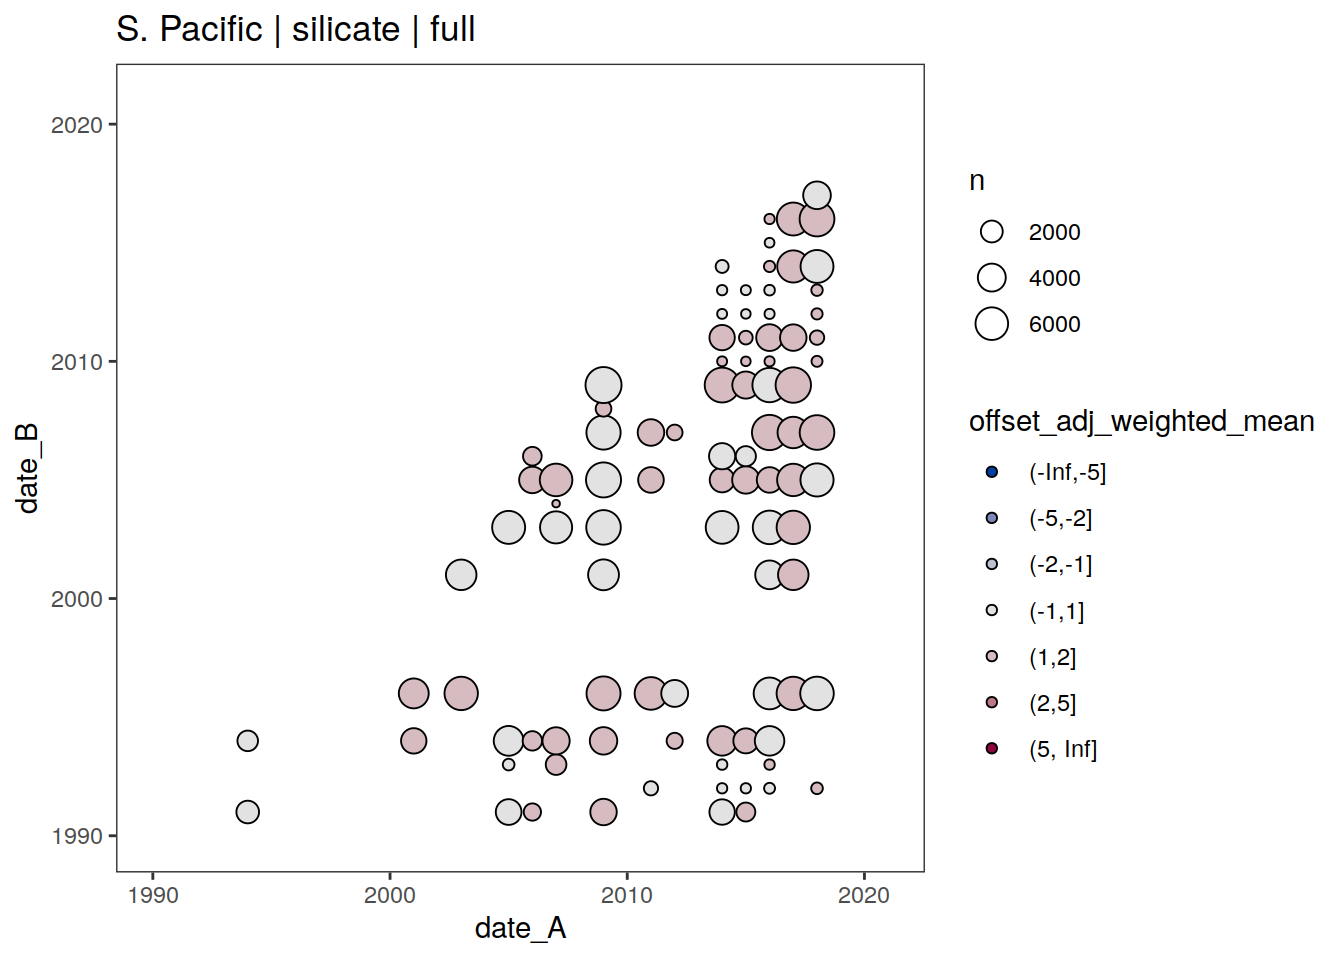 S. Pacific | silicate | full
2020
2010
2000
1990
date_B
1990
2000
2010
2020
date_A
n
2000
4000
6000
offset_adj_weighted_mean
(-Inf,-5]
(-5,-2]
(-2,-1]
(-1,1]
(1,2]
(2,5]
(5, Inf]